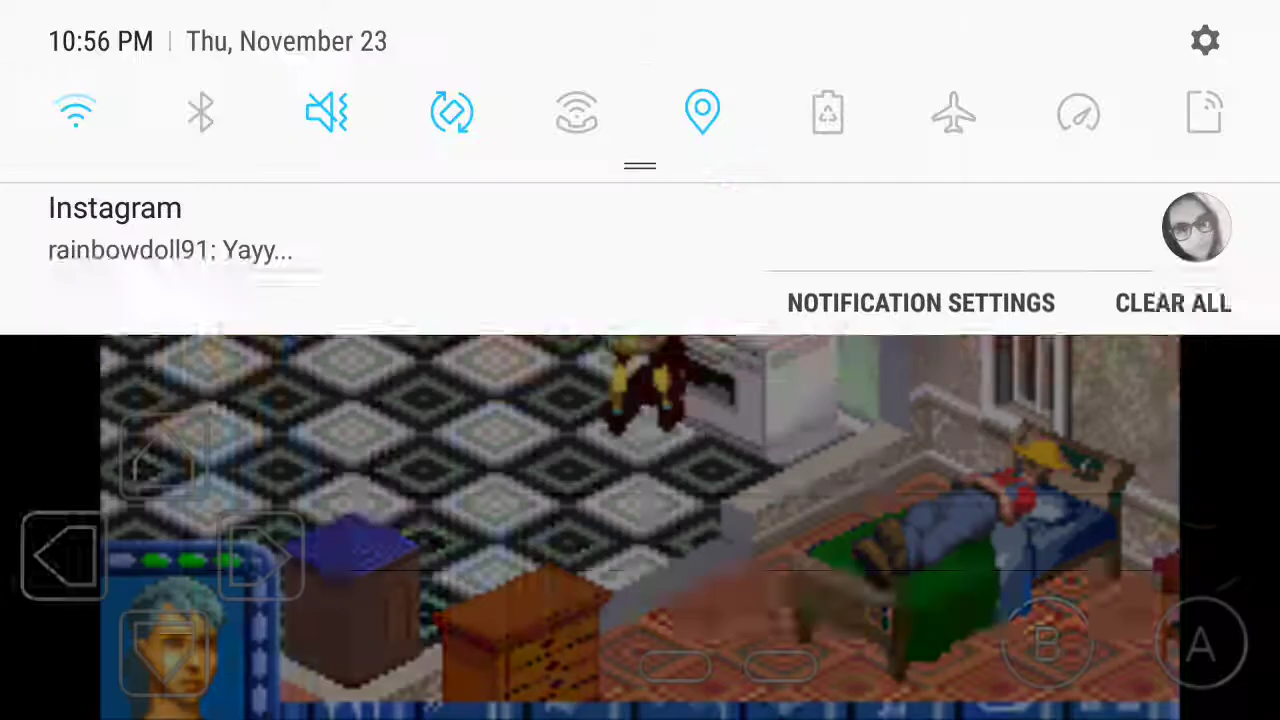 10:56 PM | Thu, November 23
Instagram
rainbowdoll91: Yayy...
NOTIFICATION SETTINGS CLEAR ALL
B A